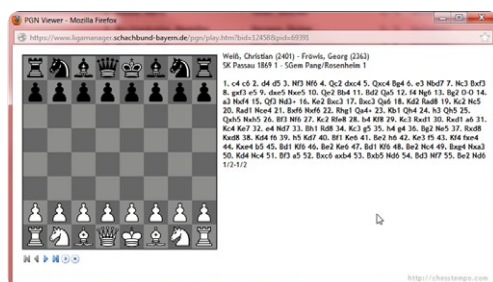 PGN Viewer - Mozilla Firefox
https://www.ligamanager.schachbund-bayern.de/pgn/play.htm?bid=12458&pid=69391
Weiß, Christian (2401) - Fröwis, Georg (2363)
SK Passau 1869 1 - SGem Pang/Rosenheim 1
1. c4 c6 2. d4 d5 3. Nf3 Nf6 4. Qc2 dxc4 5. Qxc4 Bg4 6. e3 Nbd7 7. Nc3 Bxf3
8. gxf3 e5 9. dxe5 Nxe5 10. Qe2 Bb4 11. Bd2 Qa5 12. f4 Ng6 13. Bg2 O-O 14.
a3 Nxf4 15. Qf3 Nd3+ 16. Ke2 Bxc3 17. Bxc3 Qa6 18. Kd2 Rad8 19. Kc2 Nc5
20. Rad1 Nce4 21. Bxf6 Nxf6 22. Rhg1 Qa4+ 23. Kb1 Qh4 24. h3 Qh5 25.
Qxh5 Nxh5 26. Bf3 Nf6 27. Kc2 Rfe8 28. b4 Kf8 29. Kc3 Rxd1 30. Rxd1 a6 31.
Kc4 Ke7 32. e4 Nd7 33. Bh1 Rd8 34. Kc3 g5 35. h4 g4 36. Bg2 Ne5 37. Rxd8
Kxd8 38. Kd4 f6 39. h5 Kd7 40. Bf1 Ke6 41. Be2 h6 42. Ke3 f5 43. Kf4 fxe4
44. Kxe4 b5 45. Bd1 Kf6 46. Be2 Ke6 47. Bd1 Kf6 48. Be2 Nc4 49. Bxg4 Nxa3
50. Kd4 Nc4 51. Bf3 a5 52. Bxc6 axb4 53. Bxb5 Nd6 54. Bd3 Nf7 55. Be2 Nd6
1/2-1/2
http://chesstempo.com